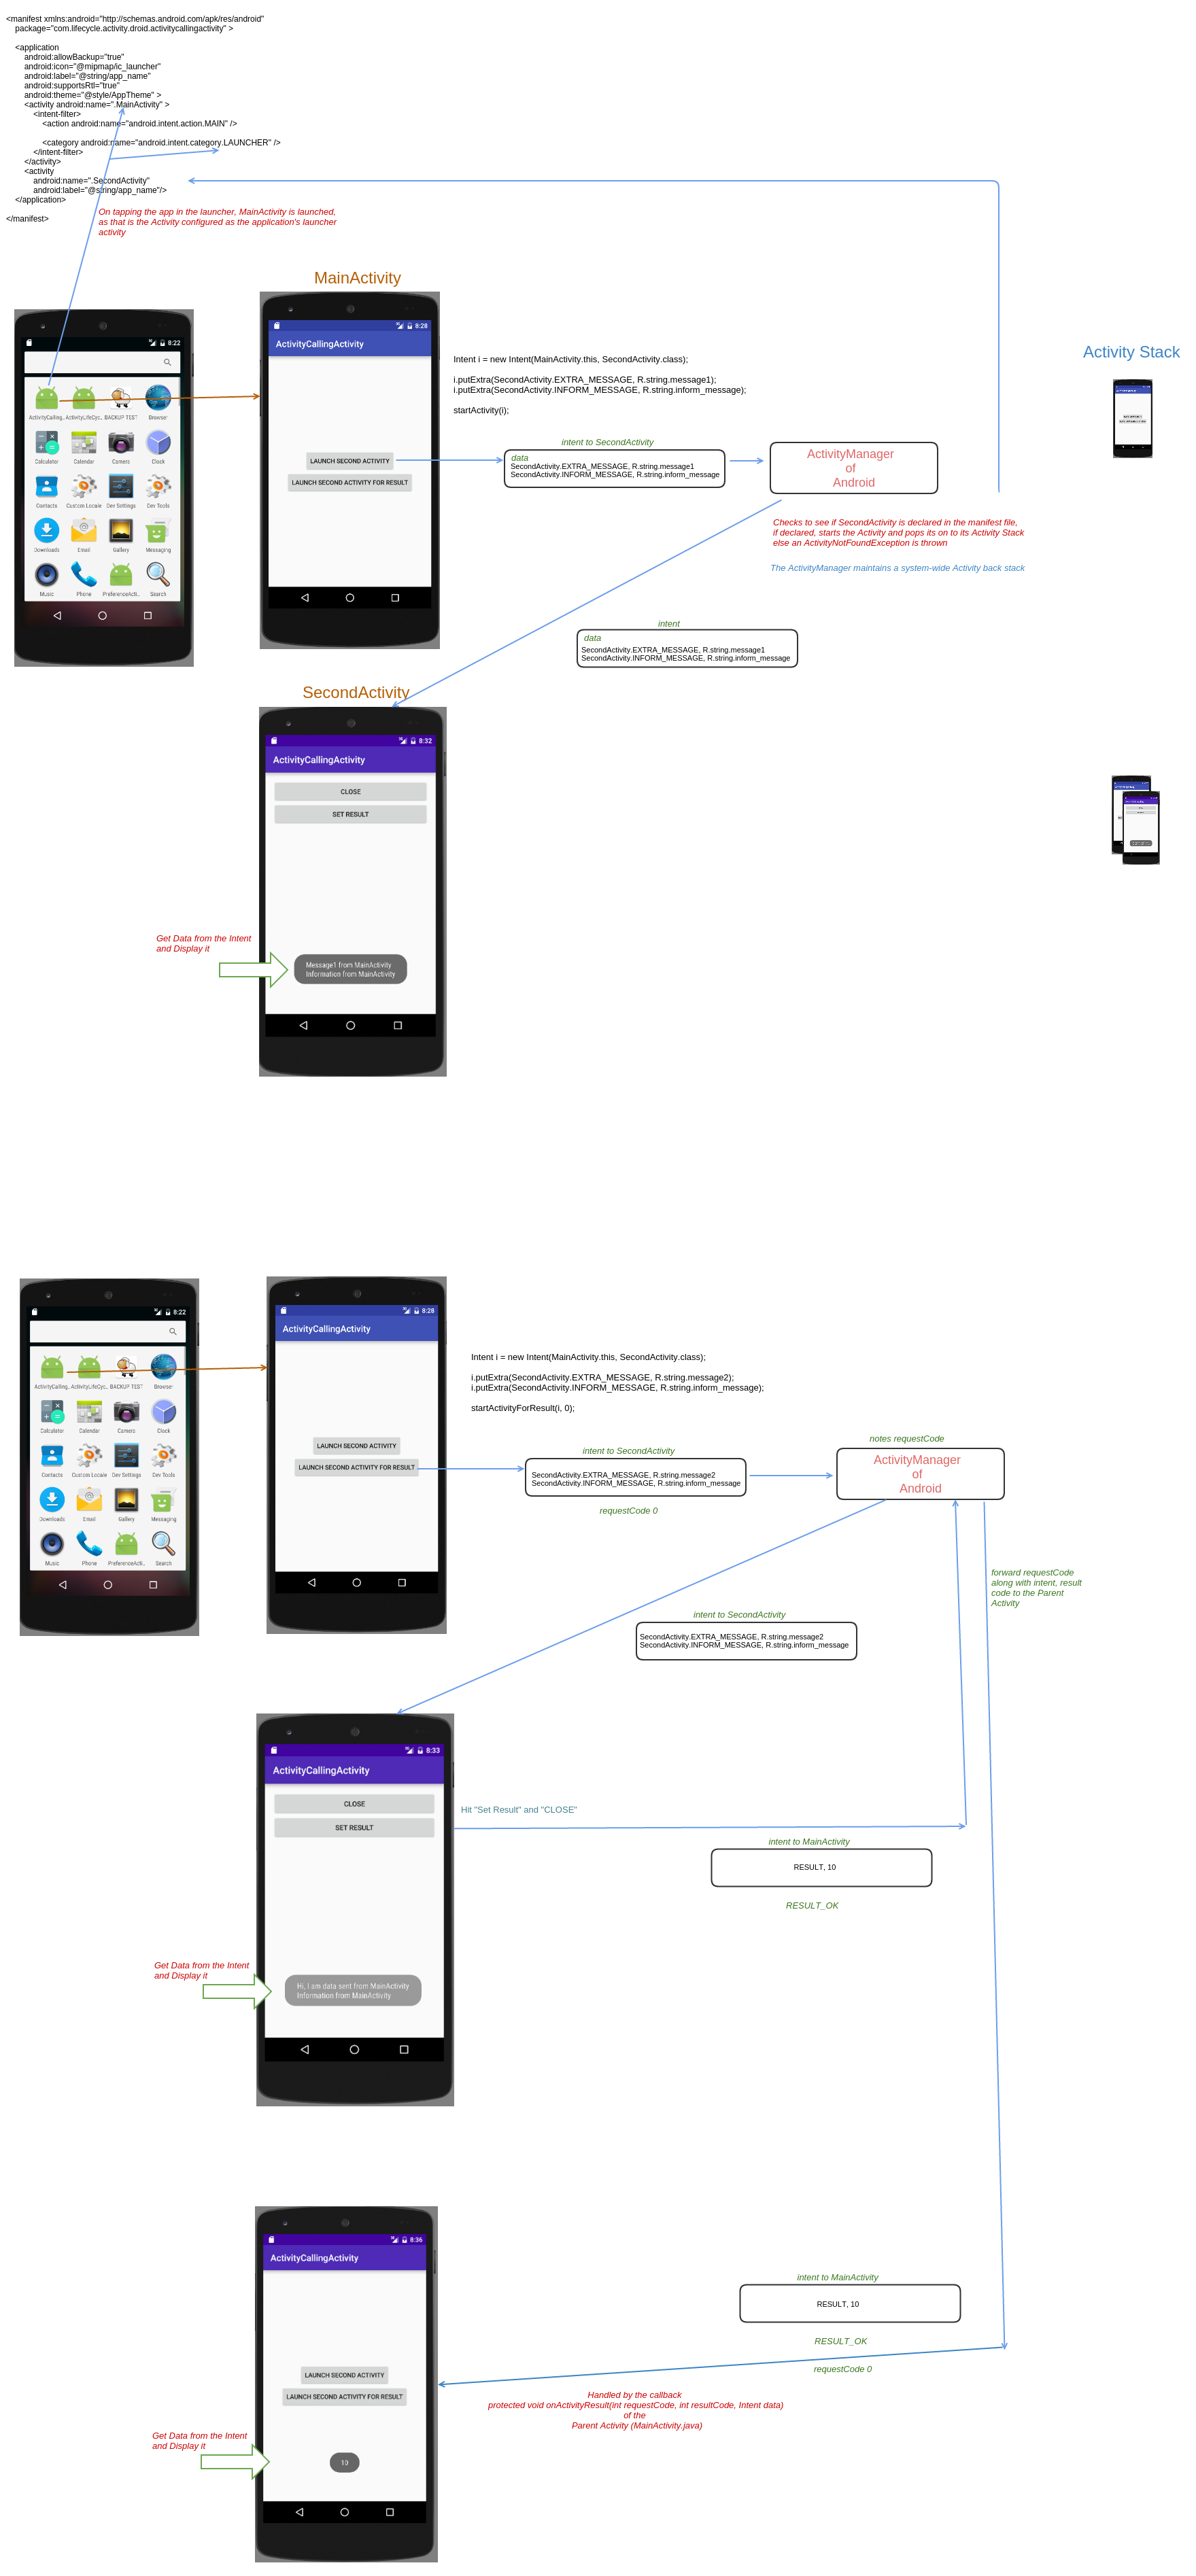 <manifest xmlns:android="http://schemas.android.com/apk/res/android"
package="com.lifecycle.activity.droid.activitycallingactivity" >
<application
android:allowBackup="true"
android:icon="@mipmap/ic_launcher"
android:label="@string/app_name"
android:supportsRtl="true"
android:theme="@style/AppTheme" >
<activity android:name=".MainActivity" >
<intent-filter>
<action android:name="android.intent.action.MAIN" />
<category android:name="android.intent.category.LAUNCHER" />
</intent-filter>
</activity>
<activity
android:name=".SecondActivity"
android:label="@string/app_name"/>
</application>
</manifest>
On tapping the app in the launcher, MainActivity is launched,
as that is the Activity configured as the application's launcher
activity
MainActivity
8:22
ActivityCalling.. ActivityLifeCyc.. BACKUP TEST Browser
Calculator Calendar Camera Clock
Contacts Custom Locale Dev Settings Dev Tools
Downloads Email Gallery Messaging
Music Phone PreferenceActi.. Search
8:28
ActivityCallingActivity
LAUNCH SECOND ACTIVITY
LAUNCH SECOND ACTIVITY FOR RESULT
Intent i = new Intent(MainActivity.this, SecondActivity.class);
i.putExtra(SecondActivity.EXTRA_MESSAGE, R.string.message1);
i.putExtra(SecondActivity.INFORM_MESSAGE, R.string.inform_message);
startActivity(i);
Activity Stack
intent to SecondActivity
data
SecondActivity.EXTRA_MESSAGE, R.string.message1
SecondActivity.INFORM_MESSAGE, R.string.inform_message
ActivityManager
of
Android
Checks to see if SecondActivity is declared in the manifest file,
if declared, starts the Activity and pops its on to its Activity Stack
else an ActivityNotFoundException is thrown
The ActivityManager maintains a system-wide Activity back stack
intent
data
SecondActivity.EXTRA_MESSAGE, R.string.message1
SecondActivity.INFORM_MESSAGE, R.string.inform_message
SecondActivity
8:32
ActivityCallingActivity
CLOSE
SET RESULT
Get Data from the Intent
and Display it
Message1 from MainActivity
Information from MainActivity
8:22
ActivityCalling.. ActivityLifeCyc.. BACKUP TEST Browser
Calculator Calendar Camera Clock
Contacts Custom Locale Dev Settings Dev Tools
Downloads Email Gallery Messaging
Music Phone PreferenceActi.. Search
8:28
ActivityCallingActivity
LAUNCH SECOND ACTIVITY
LAUNCH SECOND ACTIVITY FOR RESULT
Intent i = new Intent(MainActivity.this, SecondActivity.class);
i.putExtra(SecondActivity.EXTRA_MESSAGE, R.string.message2);
i.putExtra(SecondActivity.INFORM_MESSAGE, R.string.inform_message);
startActivityForResult(i, 0);
intent to SecondActivity
SecondActivity.EXTRA_MESSAGE, R.string.message2
SecondActivity.INFORM_MESSAGE, R.string.inform_message
requestCode 0
notes requestCode
ActivityManager
of
Android
forward requestCode
along with intent, result
code to the Parent
Activity
intent to SecondActivity
SecondActivity.EXTRA_MESSAGE, R.string.message2
SecondActivity.INFORM_MESSAGE, R.string.inform_message
8:33
ActivityCallingActivity
CLOSE
SET RESULT
Hit "Set Result" and "CLOSE"
intent to MainActivity
RESULT, 10
RESULT_OK
Get Data from the Intent
and Display it
Hi, I am data sent from MainActivity
Information from MainActivity
8:36
ActivityCallingActivity
LAUNCH SECOND ACTIVITY
LAUNCH SECOND ACTIVITY FOR RESULT
intent to MainActivity
RESULT, 10
RESULT_OK
requestCode 0
Handled by the callback
protected void onActivityResult(int requestCode, int resultCode, Intent data)
of the
Parent Activity (MainActivity.java)
Get Data from the Intent
and Display it
10